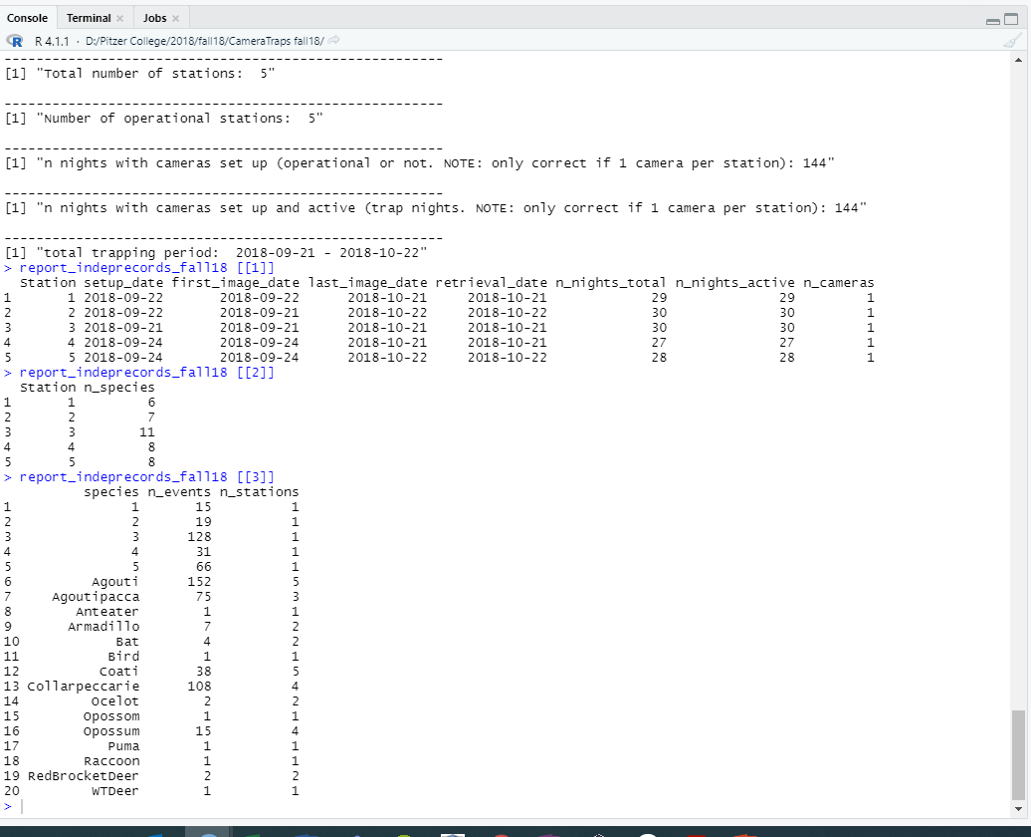 Console Terminal × Jobs ×
R 4.1.1 · D:/Pitzer College/2018/fall18/CameraTraps fall18/
-------------------------------------------------------
[1] "Total number of stations:  5"
-------------------------------------------------------
[1] "Number of operational stations:  5"
-------------------------------------------------------
[1] "n nights with cameras set up (operational or not. NOTE: only correct if 1 camera per station): 144"
-------------------------------------------------------
[1] "n nights with cameras set up and active (trap nights. NOTE: only correct if 1 camera per station): 144"
-------------------------------------------------------
[1] "total trapping period:  2018-09-21 - 2018-10-22"
> report_indeprecords_fall18 [[1]]
  Station setup_date first_image_date last_image_date retrieval_date n_nights_total n_nights_active n_cameras
1       1 2018-09-22       2018-09-22      2018-10-21     2018-10-21             29              29         1
2       2 2018-09-22       2018-09-21      2018-10-22     2018-10-22             30              30         1
3       3 2018-09-21       2018-09-21      2018-10-22     2018-10-21             30              30         1
4       4 2018-09-24       2018-09-24      2018-10-21     2018-10-21             27              27         1
5       5 2018-09-24       2018-09-24      2018-10-22     2018-10-22             28              28         1
> report_indeprecords_fall18 [[2]]
  Station n_species
1       1         6
2       2         7
3       3        11
4       4         8
5       5         8
> report_indeprecords_fall18 [[3]]
          species n_events n_stations
1               1       15          1
2               2       19          1
3               3      128          1
4               4       31          1
5               5       66          1
6          Agouti      152          5
7     Agoutipacca       75          3
8        Anteater        1          1
9       Armadillo        7          2
10            Bat        4          2
11           Bird        1          1
12          Coati       38          5
13 Collarpeccarie      108          4
14         Ocelot        2          2
15        Opossom        1          1
16        Opossum       15          4
17           Puma        1          1
18        Raccoon        1          1
19 RedBrocketDeer        2          2
20         WTDeer        1          1
>